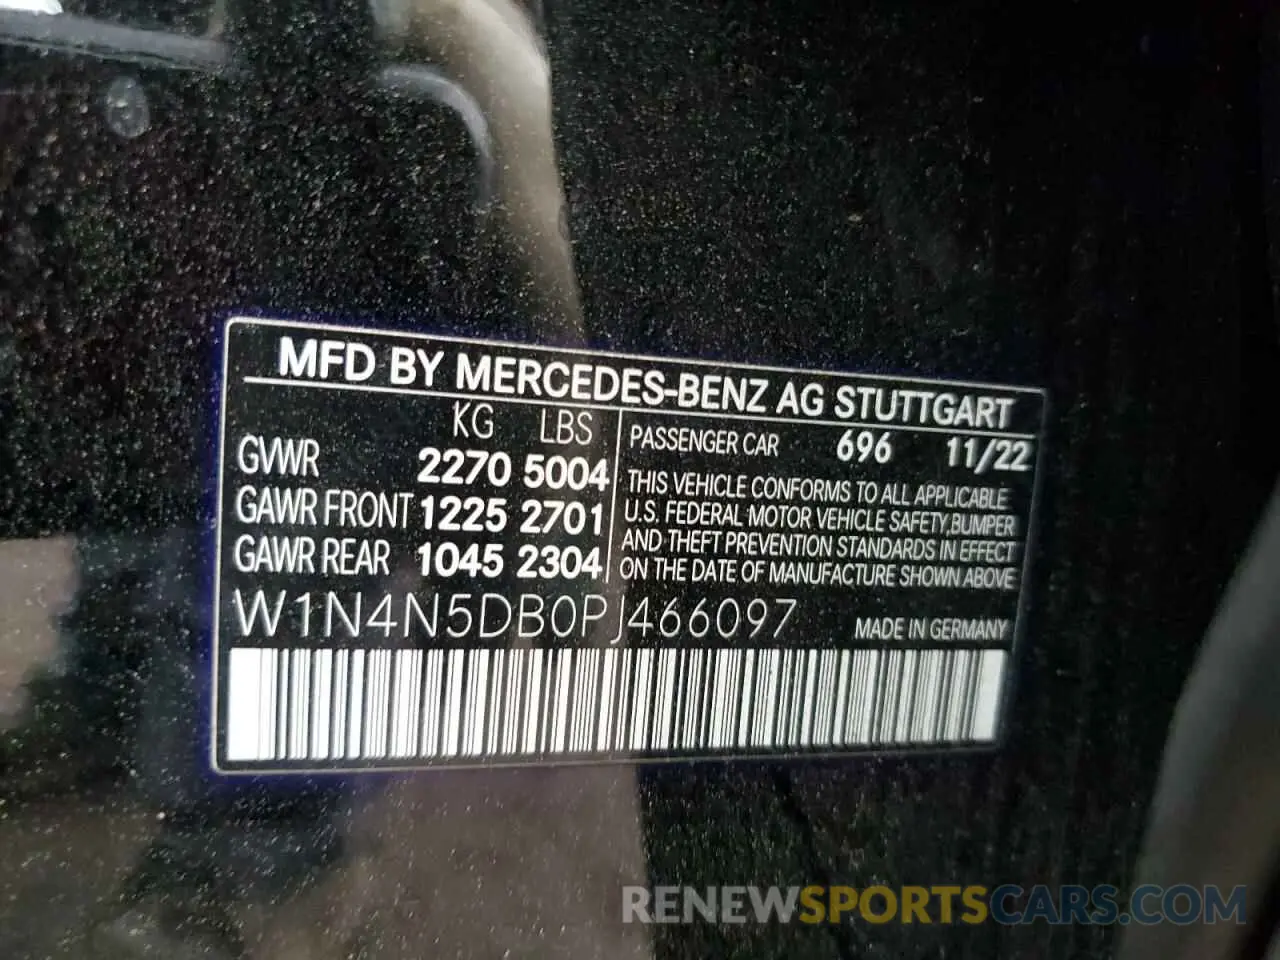 MFD BY MERCEDES-BENZ AG STUTTGART
KG LBS
GVWR 2270 5004
GAWR FRONT 1225 2701
GAWR REAR 1045 2304
PASSENGER CAR 696 11/22
THIS VEHICLE CONFORMS TO ALL APPLICABLE
U.S. FEDERAL MOTOR VEHICLE SAFETY,BUMPER
AND THEFT PREVENTION STANDARDS IN EFFECT
ON THE DATE OF MANUFACTURE SHOWN ABOVE
W1N4N5DB0PJ466097 MADE IN GERMANY
RENEWSPORTSCARS.COM